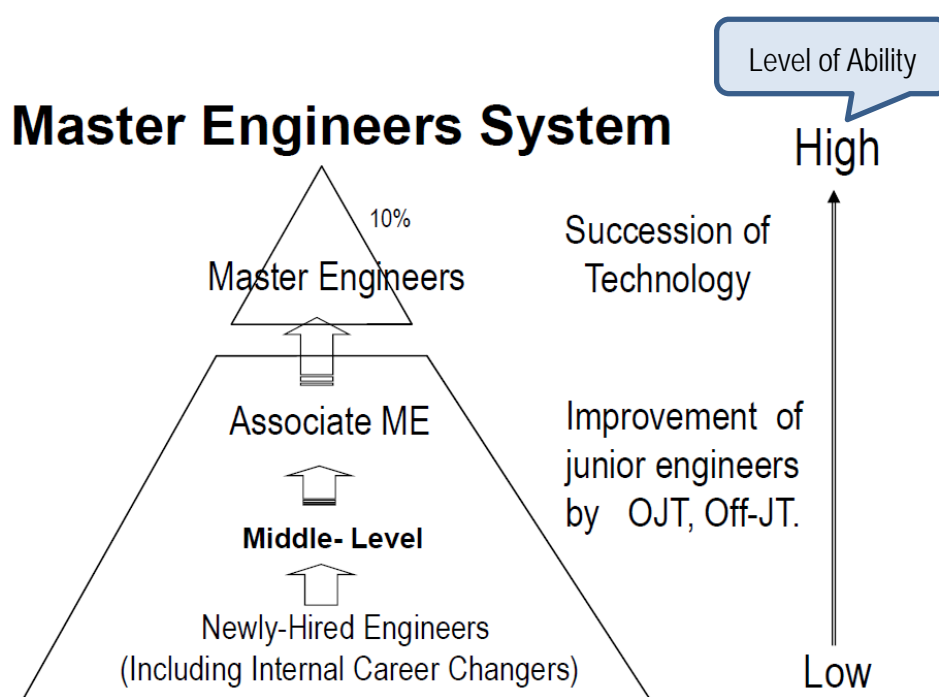 Level of Ability
Master Engineers System
High
10%
Master Engineers
Succession of
Technology
Associate ME
Improvement of
junior engineers
by OJT, Off-JT.
Middle- Level
Newly-Hired Engineers
(Including Internal Career Changers)
Low